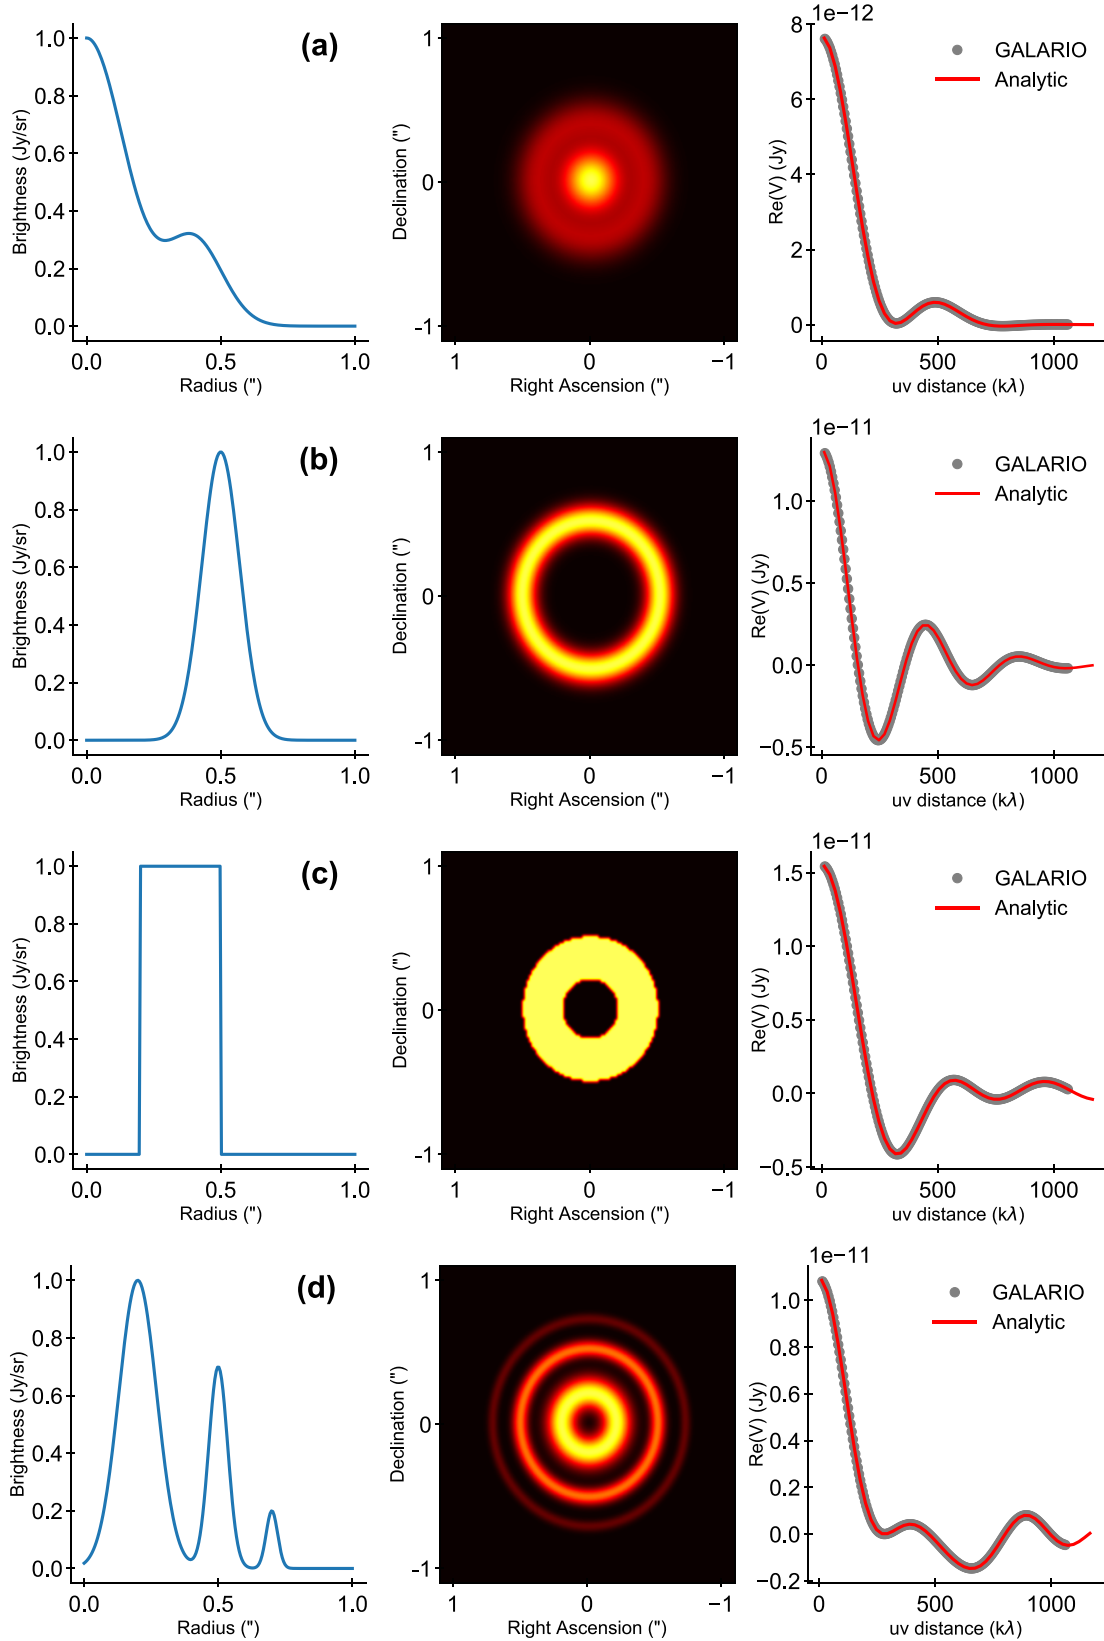 (a)
1.0
0.8
0.6
0.4
0.2
0.0
Brightness (Jy/sr)
0.0 0.5 1.0
Radius (")
1
0
-1
Declination (")
1 0 −1
Right Ascension (")
1e−12
8
6
4
2
0
Re(V) (Jy)
GALARIO
Analytic
0 500 1000
uv distance (kλ)
(b)
1.0
0.8
0.6
0.4
0.2
0.0
Brightness (Jy/sr)
0.0 0.5 1.0
Radius (")
1
0
-1
Declination (")
1 0 −1
Right Ascension (")
1e−11
1.0
0.5
0.0
−0.5
Re(V) (Jy)
GALARIO
Analytic
0 500 1000
uv distance (kλ)
(c)
1.0
0.8
0.6
0.4
0.2
0.0
Brightness (Jy/sr)
0.0 0.5 1.0
Radius (")
1
0
-1
Declination (")
1 0 −1
Right Ascension (")
1e−11
1.5
1.0
0.5
0.0
−0.5
Re(V) (Jy)
GALARIO
Analytic
0 500 1000
uv distance (kλ)
(d)
1.0
0.8
0.6
0.4
0.2
0.0
Brightness (Jy/sr)
0.0 0.5 1.0
Radius (")
1
0
-1
Declination (")
1 0 −1
Right Ascension (")
1e−11
1.0
0.8
0.6
0.4
0.2
0.0
−0.2
Re(V) (Jy)
GALARIO
Analytic
0 500 1000
uv distance (kλ)